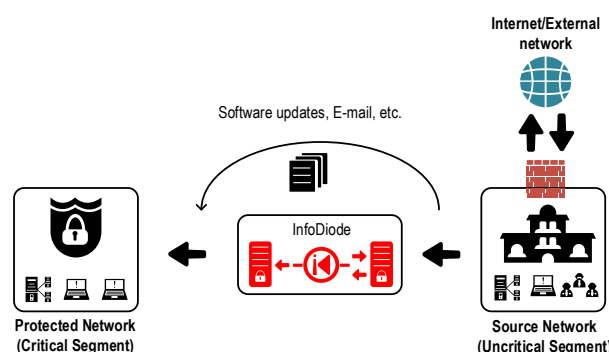 Internet/External
network
Software updates, E-mail, etc.
InfoDiode
Protected Network
(Critical Segment)
Source Network
(Uncritical Segment)